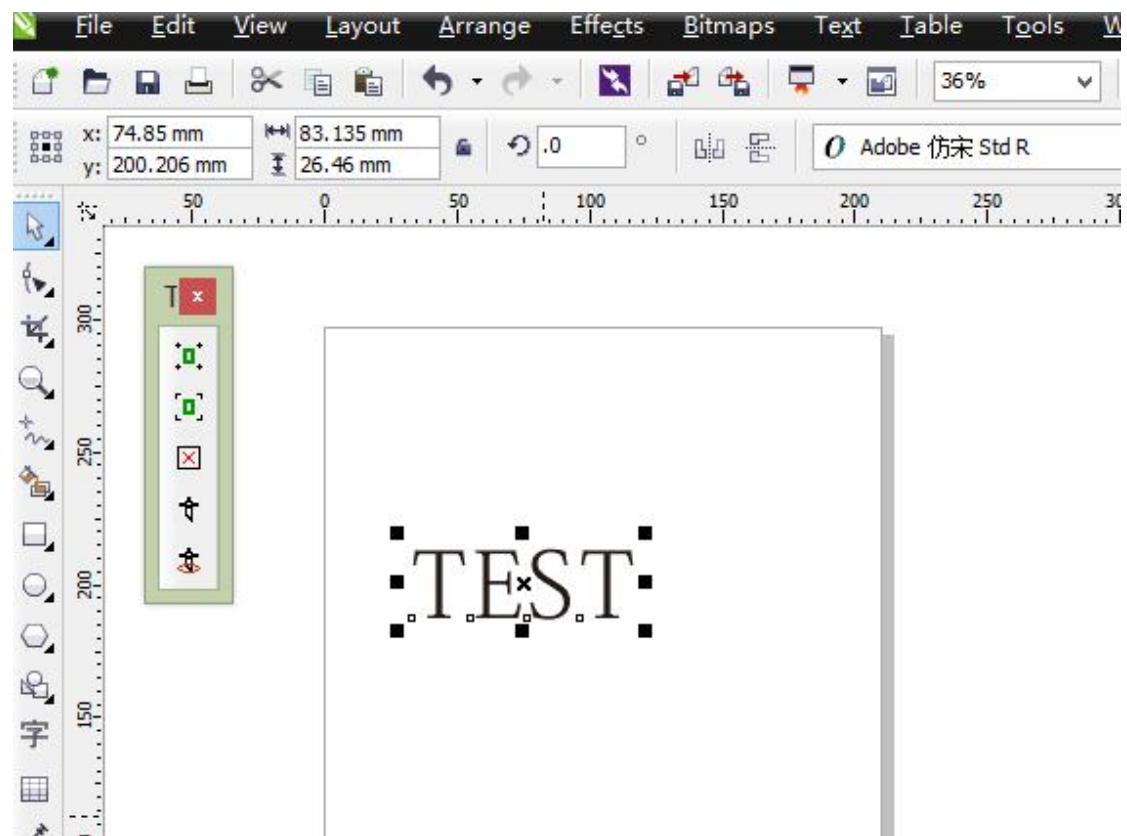 File Edit View Layout Arrange Effects Bitmaps Text Table Tools
36%
x: 74.85 mm 83.135 mm .0 ° Adobe 仿宋 Std R
y: 200.206 mm 26.46 mm
50 0 50 100 150 200 250
T x
300
250
TEST
200
150
字